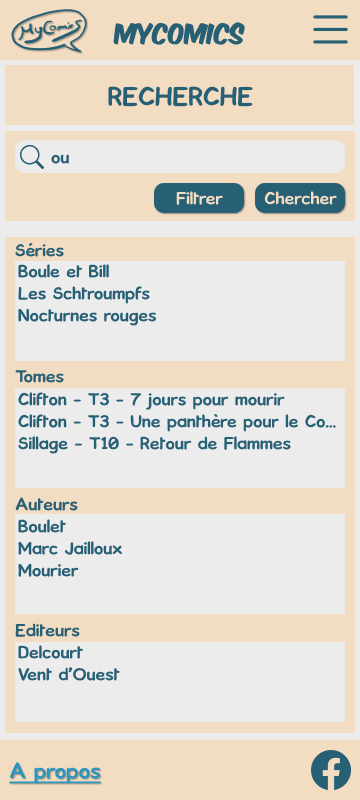 MyComics
MYCOMICS
RECHERCHE
ou
Filtrer
Chercher
Séries
Boule et Bill
Les Schtroumpfs
Nocturnes rouges
Tomes
Clifton - T3 - 7 jours pour mourir
Clifton - T3 - Une panthère pour le Co...
Sillage - T10 - Retour de Flammes
Auteurs
Boulet
Marc Jailloux
Mourier
Editeurs
Delcourt
Vent d'Ouest
A propos